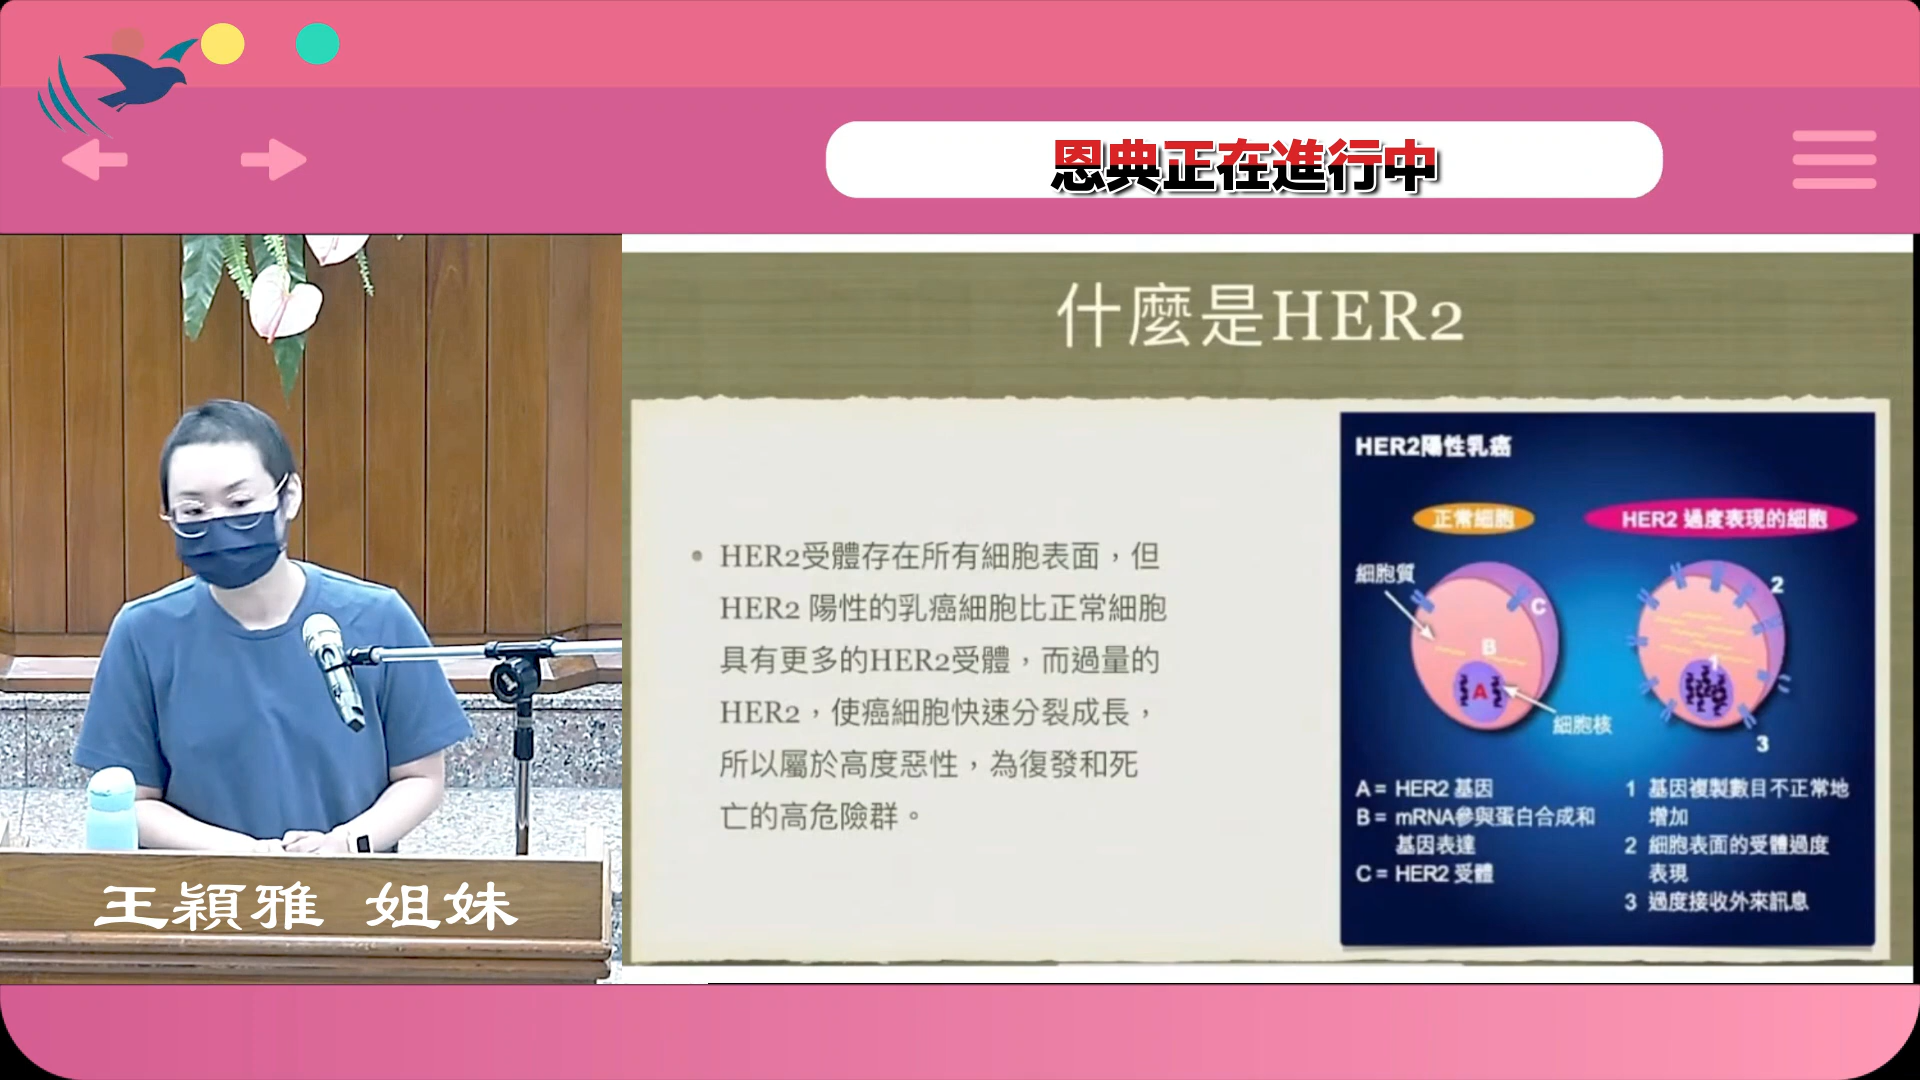 恩典正在進行中
什麼是HER2
• HER2受體存在所有細胞表面，但
HER2 陽性的乳癌細胞比正常細胞
具有更多的HER2受體，而過量的
HER2，使癌細胞快速分裂成長，
所以屬於高度惡性，為復發和死
亡的高危險群。
HER2陽性乳癌
正常細胞
HER2 過度表現的細胞
細胞質
C
B
A
細胞核
2
1
3
A = HER2 基因
B = mRNA參與蛋白合成和
基因表達
C = HER2 受體
1 基因複製數目不正常地
增加
2 細胞表面的受體過度
表現
3 過度接收外來訊息
王穎雅 姐妹